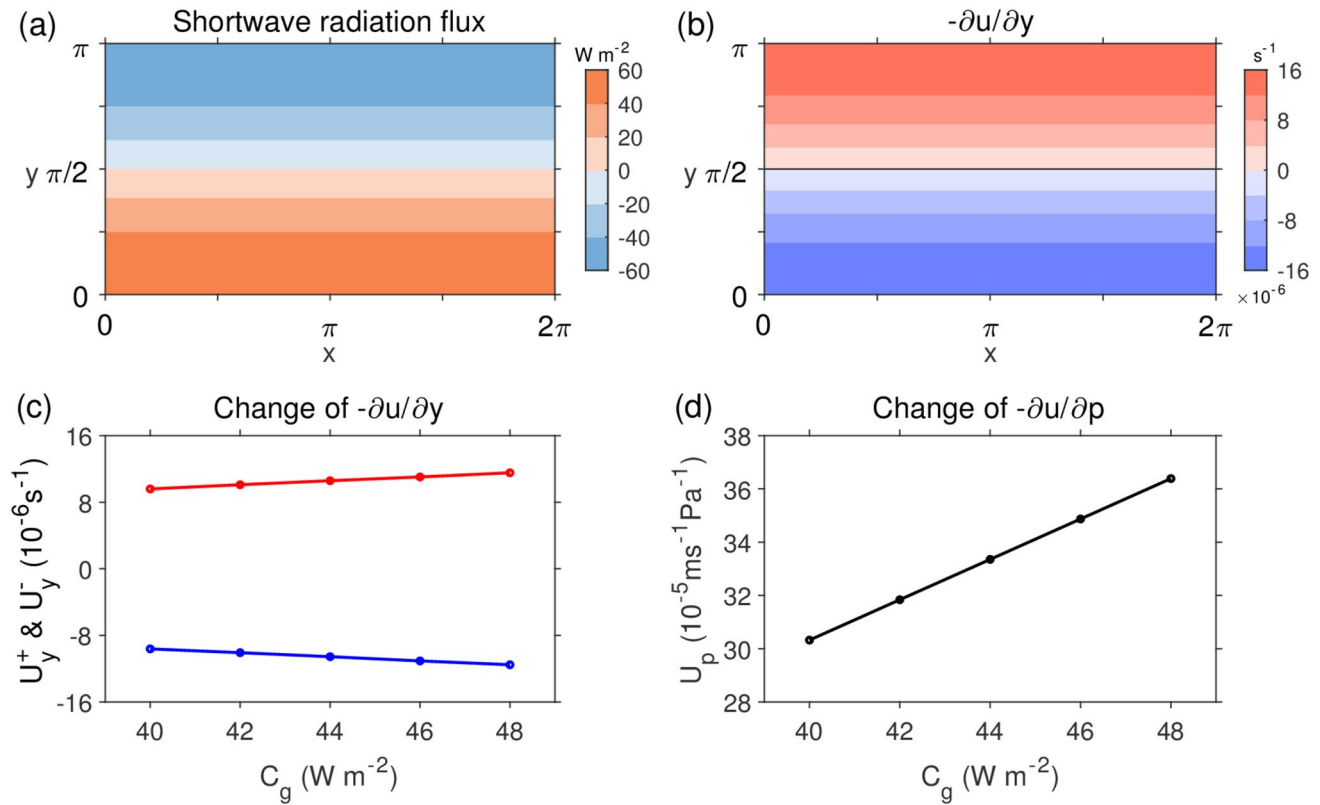 (a) Shortwave radiation flux
W m-2
π
y π/2
0
0 π 2π
x
60
40
20
0
-20
-40
-60
(b) -∂u/∂y
s-1
π
y π/2
0
0 π 2π
x
16
8
0
-8
-16
×10-6
(c) Change of -∂u/∂y
Uy+ & Uy- (10-6s-1)
16
8
0
-8
-16
40 42 44 46 48
Cg (W m-2)
(d) Change of -∂u/∂p
Up (10-5ms-1Pa-1)
38
36
34
32
30
28
40 42 44 46 48
Cg (W m-2)